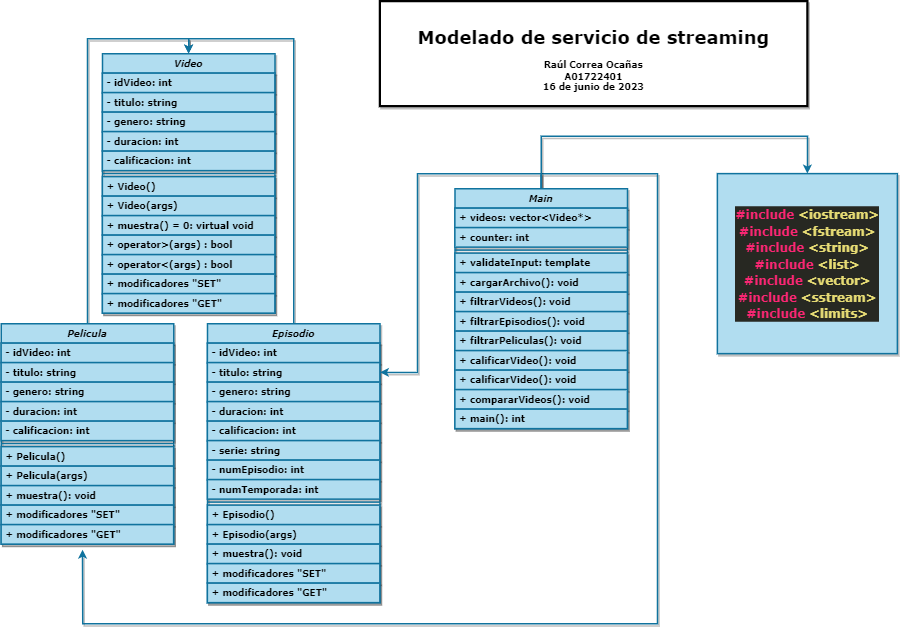 Modelado de servicio de streaming
Raúl Correa Ocañas
A01722401
16 de junio de 2023
Video
- idVideo: int
- titulo: string
- genero: string
- duracion: int
- calificacion: int
+ Video()
+ Video(args)
+ muestra() = 0: virtual void
+ operator>(args) : bool
+ operator<(args) : bool
+ modificadores "SET"
+ modificadores "GET"
Pelicula
- idVideo: int
- titulo: string
- genero: string
- duracion: int
- calificacion: int
+ Pelicula()
+ Pelicula(args)
+ muestra(): void
+ modificadores "SET"
+ modificadores "GET"
Episodio
- idVideo: int
- titulo: string
- genero: string
- duracion: int
- calificacion: int
- serie: string
- numEpisodio: int
- numTemporada: int
+ Episodio()
+ Episodio(args)
+ muestra(): void
+ modificadores "SET"
+ modificadores "GET"
Main
+ videos: vector<Video*>
+ counter: int
+ validateInput: template
+ cargarArchivo(): void
+ filtrarVideos(): void
+ filtrarEpisodios(): void
+ filtrarPeliculas(): void
+ calificarVideo(): void
+ calificarVideo(): void
+ compararVideos(): void
+ main(): int
#include <iostream>
#include <fstream>
#include <string>
#include <list>
#include <vector>
#include <sstream>
#include <limits>